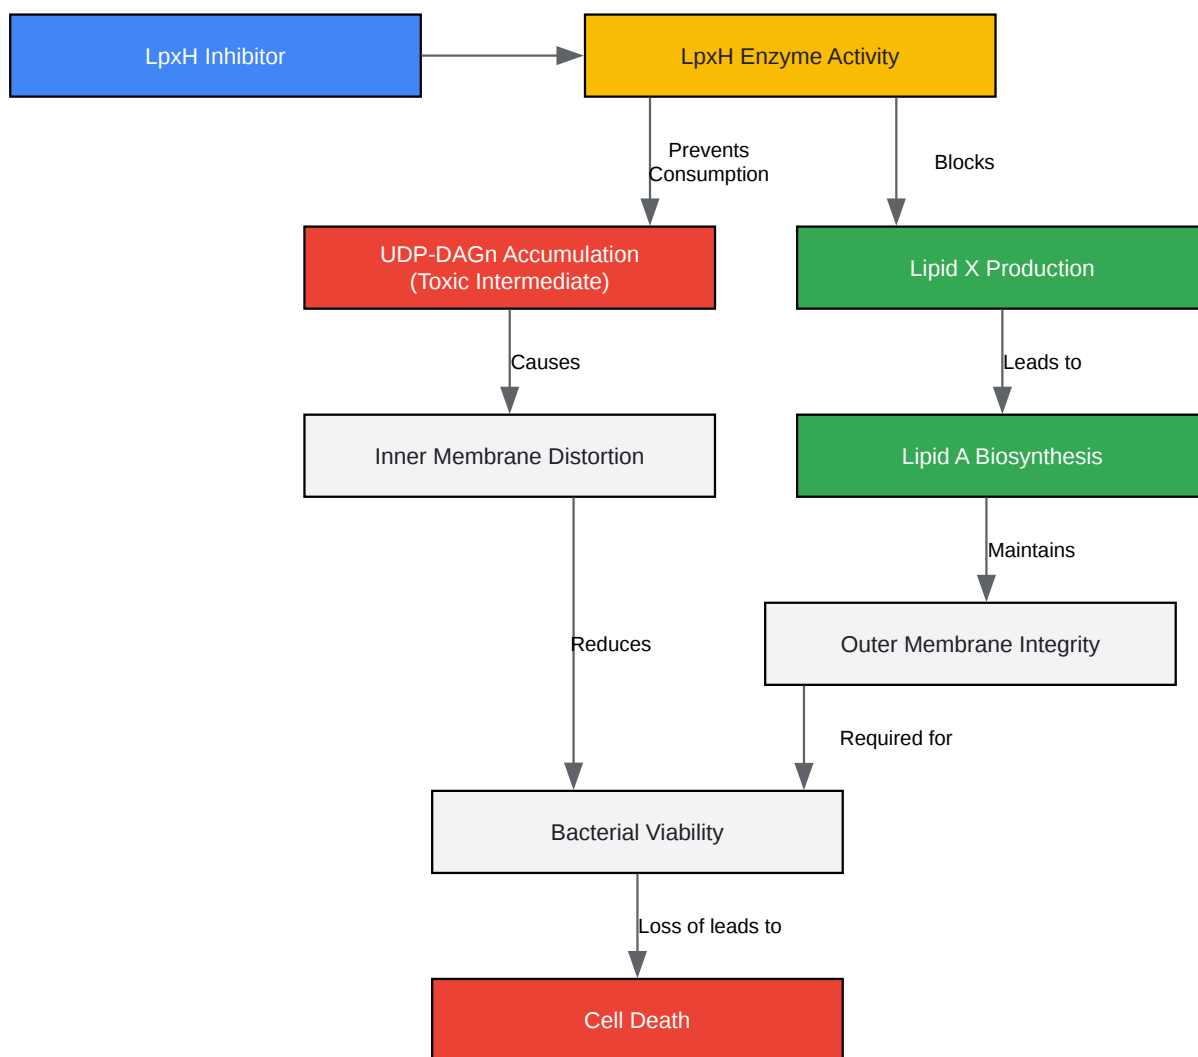 LpxH Inhibitor
LpxH Enzyme Activity
Prevents
Consumption
Blocks
UDP-DAGn Accumulation
(Toxic Intermediate)
Lipid X Production
Causes
Leads to
Inner Membrane Distortion
Lipid A Biosynthesis
Maintains
Reduces
Outer Membrane Integrity
Required for
Bacterial Viability
Loss of leads to
Cell Death